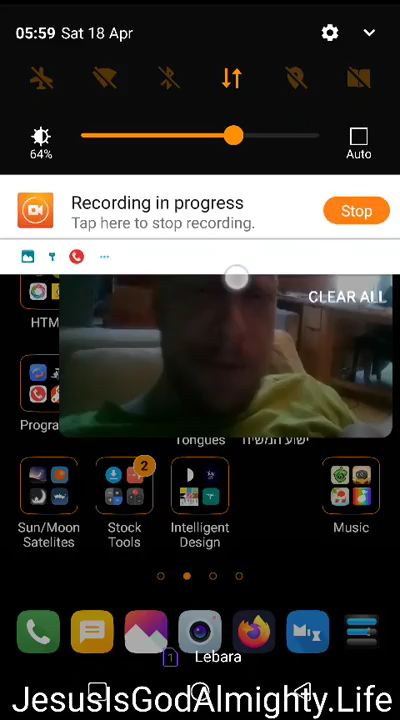 05:59 Sat 18 Apr
64%
Auto
Recording in progress
Tap here to stop recording.
Stop
CLEAR ALL
HTM
Progra
Tongues
ישוע המשיח
2
Sun/Moon Satelites
Stock Tools
Intelligent Design
Music
1
Lebara
JesusIsGodAlmighty.Life